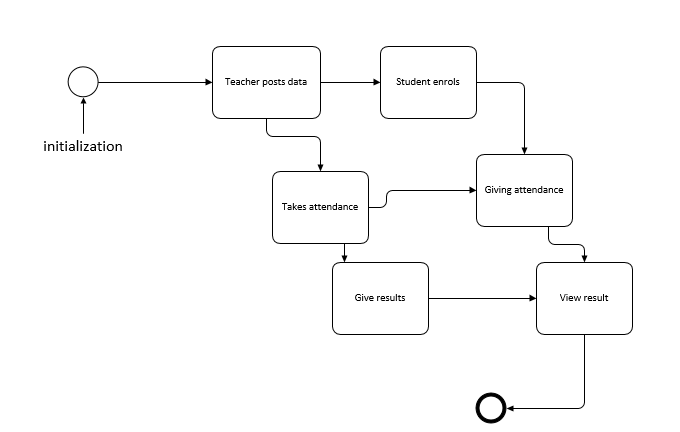 Teacher posts data
Student enrols
initialization
Giving attendance
Takes attendance
Give results
View result